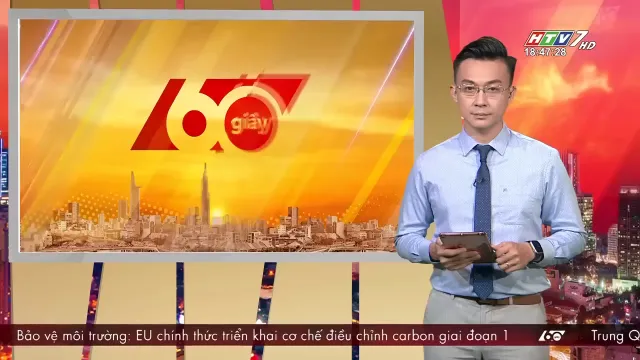 HTV7 HD
18:47:28
60 giây
Bảo vệ môi trường: EU chính thức triển khai cơ chế điều chỉnh carbon giai đoạn 1 60 Trung Q